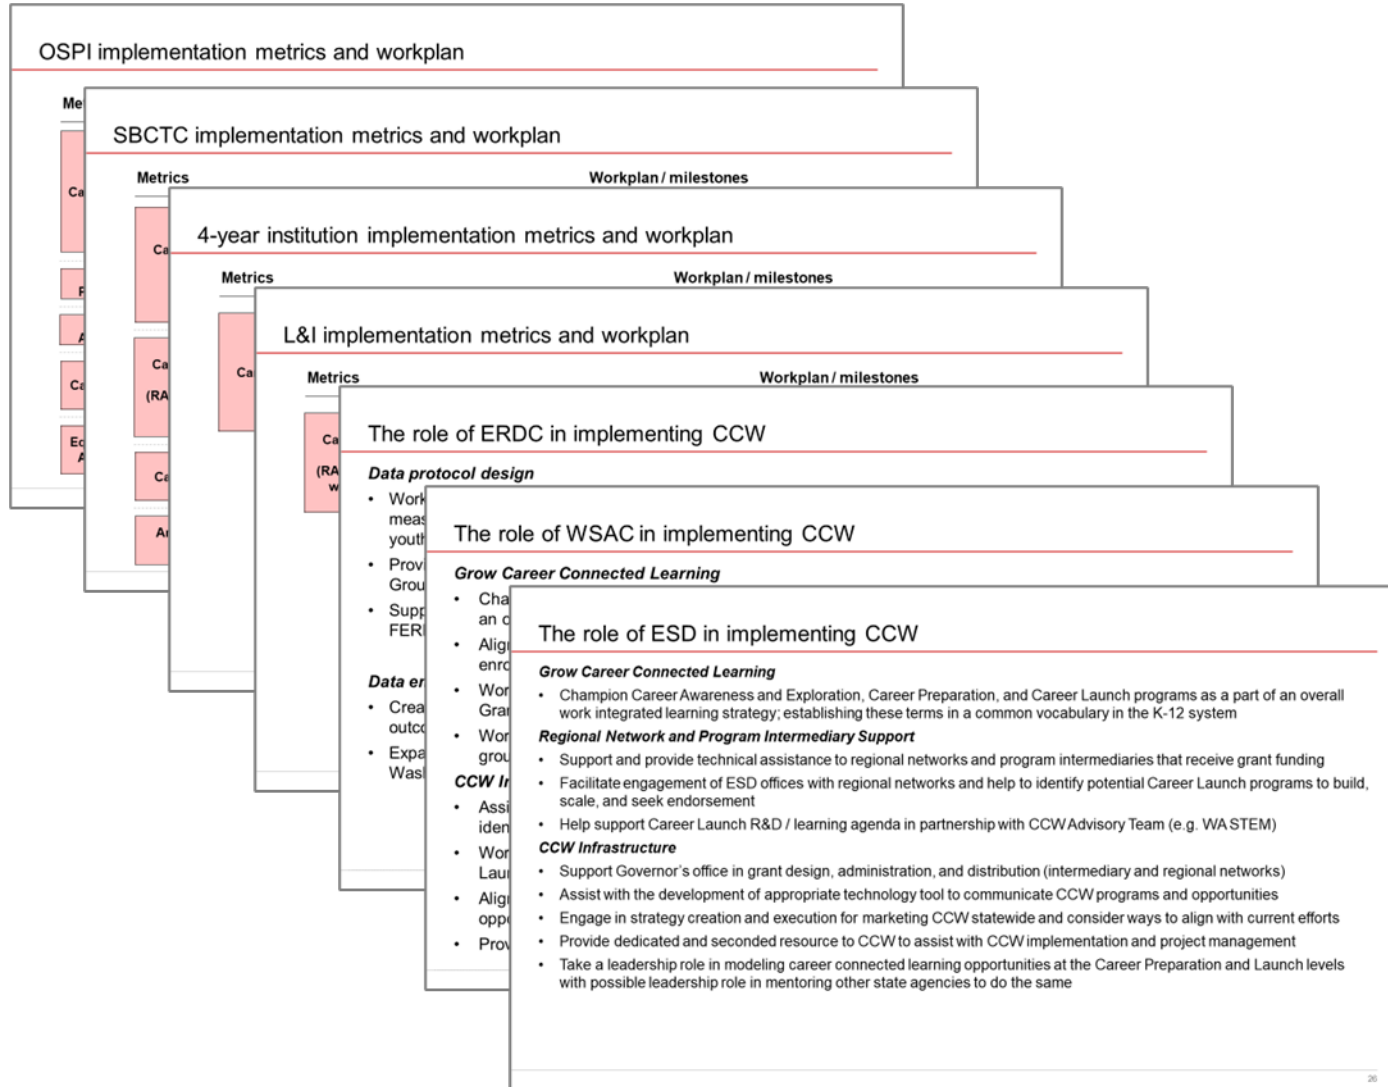 OSPI implementation metrics and workplan
SBCTC implementation metrics and workplan
Metrics
Workplan / milestones
4-year institution implementation metrics and workplan
Metrics
Workplan / milestones
L&I implementation metrics and workplan
Metrics
Workplan / milestones
The role of ERDC in implementing CCW
Data protocol design
The role of WSAC in implementing CCW
Grow Career Connected Learning
The role of ESD in implementing CCW
Grow Career Connected Learning
• Champion Career Awareness and Exploration, Career Preparation, and Career Launch programs as a part of an overall
work integrated learning strategy; establishing these terms in a common vocabulary in the K-12 system
Regional Network and Program Intermediary Support
• Support and provide technical assistance to regional networks and program intermediaries that receive grant funding
• Facilitate engagement of ESD offices with regional networks and help to identify potential Career Launch programs to build,
scale, and seek endorsement
• Help support Career Launch R&D / learning agenda in partnership with CCW Advisory Team (e.g. WA STEM)
CCW Infrastructure
• Support Governor's office in grant design, administration, and distribution (intermediary and regional networks)
• Assist with the development of appropriate technology tool to communicate CCW programs and opportunities
• Engage in strategy creation and execution for marketing CCW statewide and consider ways to align with current efforts
• Provide dedicated and seconded resource to CCW to assist with CCW implementation and project management
• Take a leadership role in modeling career connected learning opportunities at the Career Preparation and Launch levels
with possible leadership role in mentoring other state agencies to do the same
26